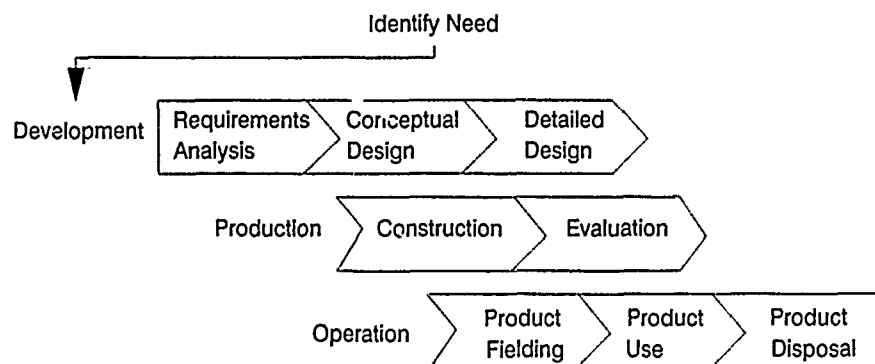 Identify Need
Development
Requirements
Analysis
Conceptual
Design
Detailed
Design
Production
Construction
Evaluation
Operation
Product
Fielding
Product
Use
Product
Disposal